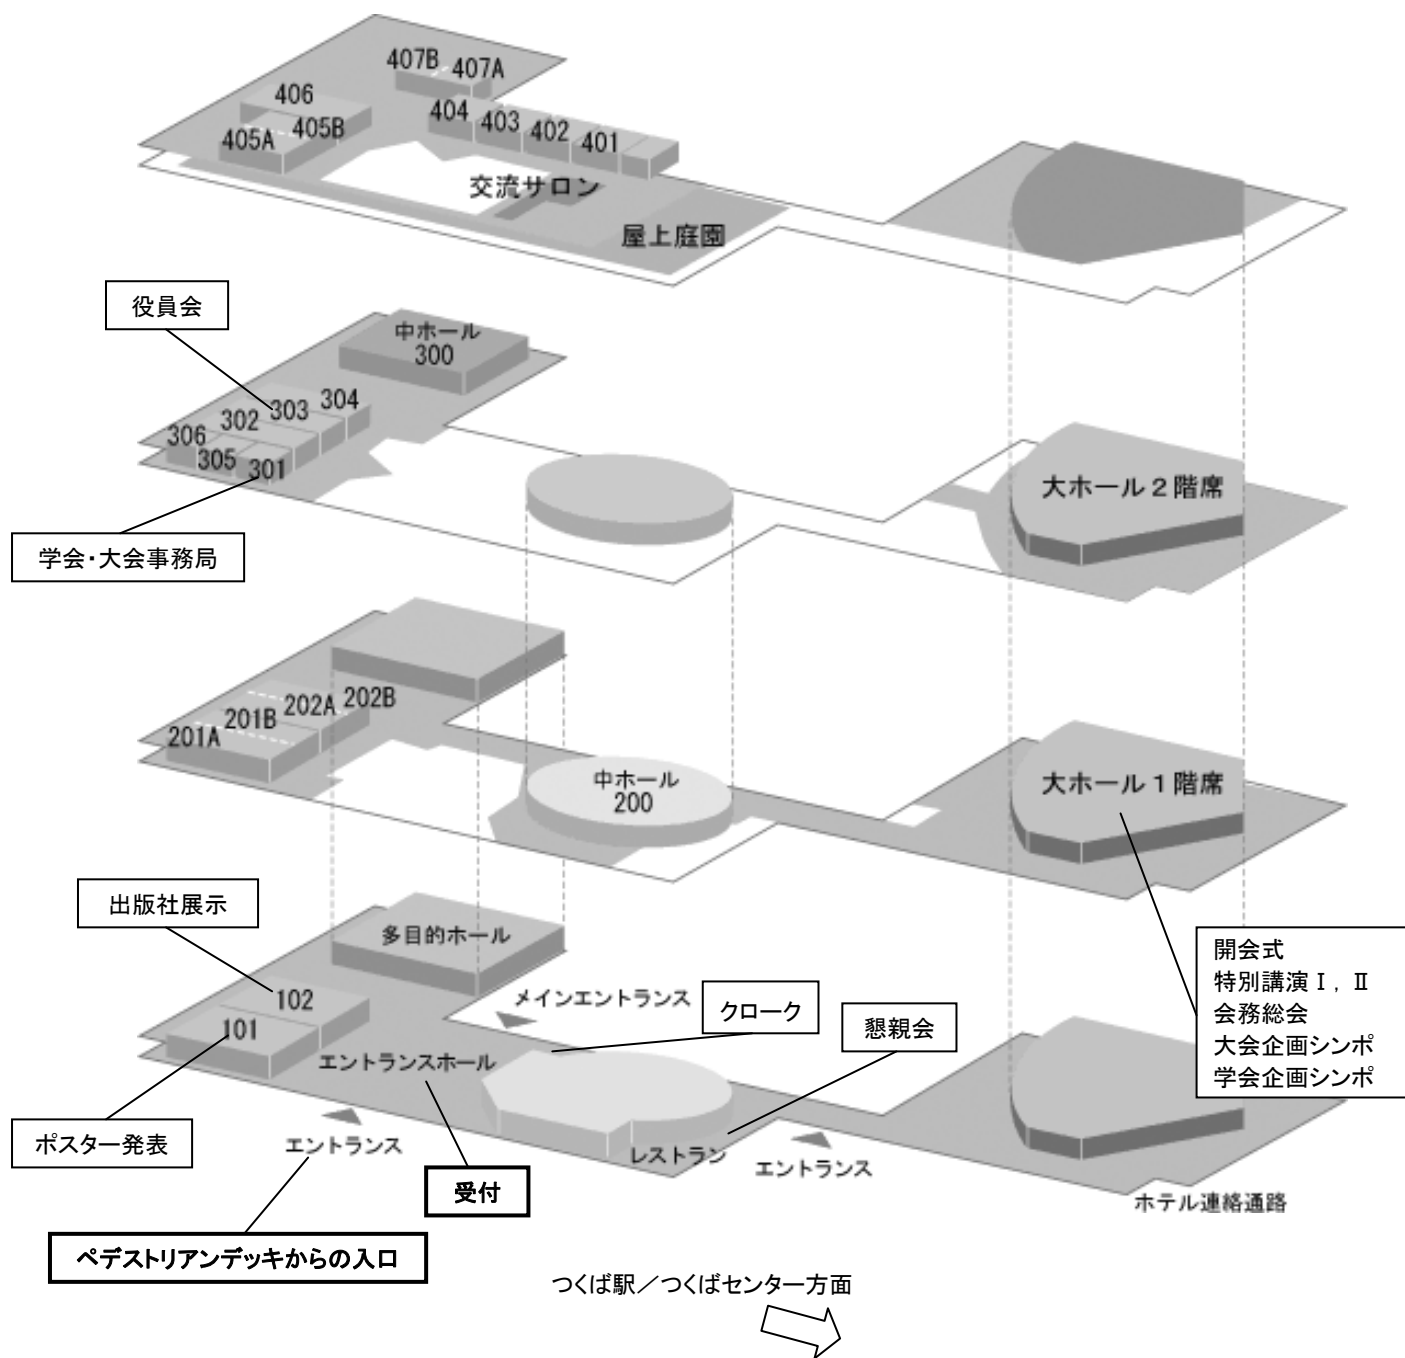 407B
407A
406
404
403
402
401
405A
405B
交流サロン
屋上庭園
役員会
中ホール
300
304
303
302
306
305
301
大ホール2階席
学会・大会事務局
202B
202A
201B
201A
中ホール
200
大ホール1階席
出版社展示
多目的ホール
開会式
特別講演Ⅰ,Ⅱ
会務総会
大会企画シンポ
学会企画シンポ
102
101
メインエントランス
クローク
懇親会
エントランスホール
ポスター発表
エントランス
レストラン
エントランス
受付
ホテル連絡通路
ペデストリアンデッキからの入口
つくば駅/つくばセンター方面